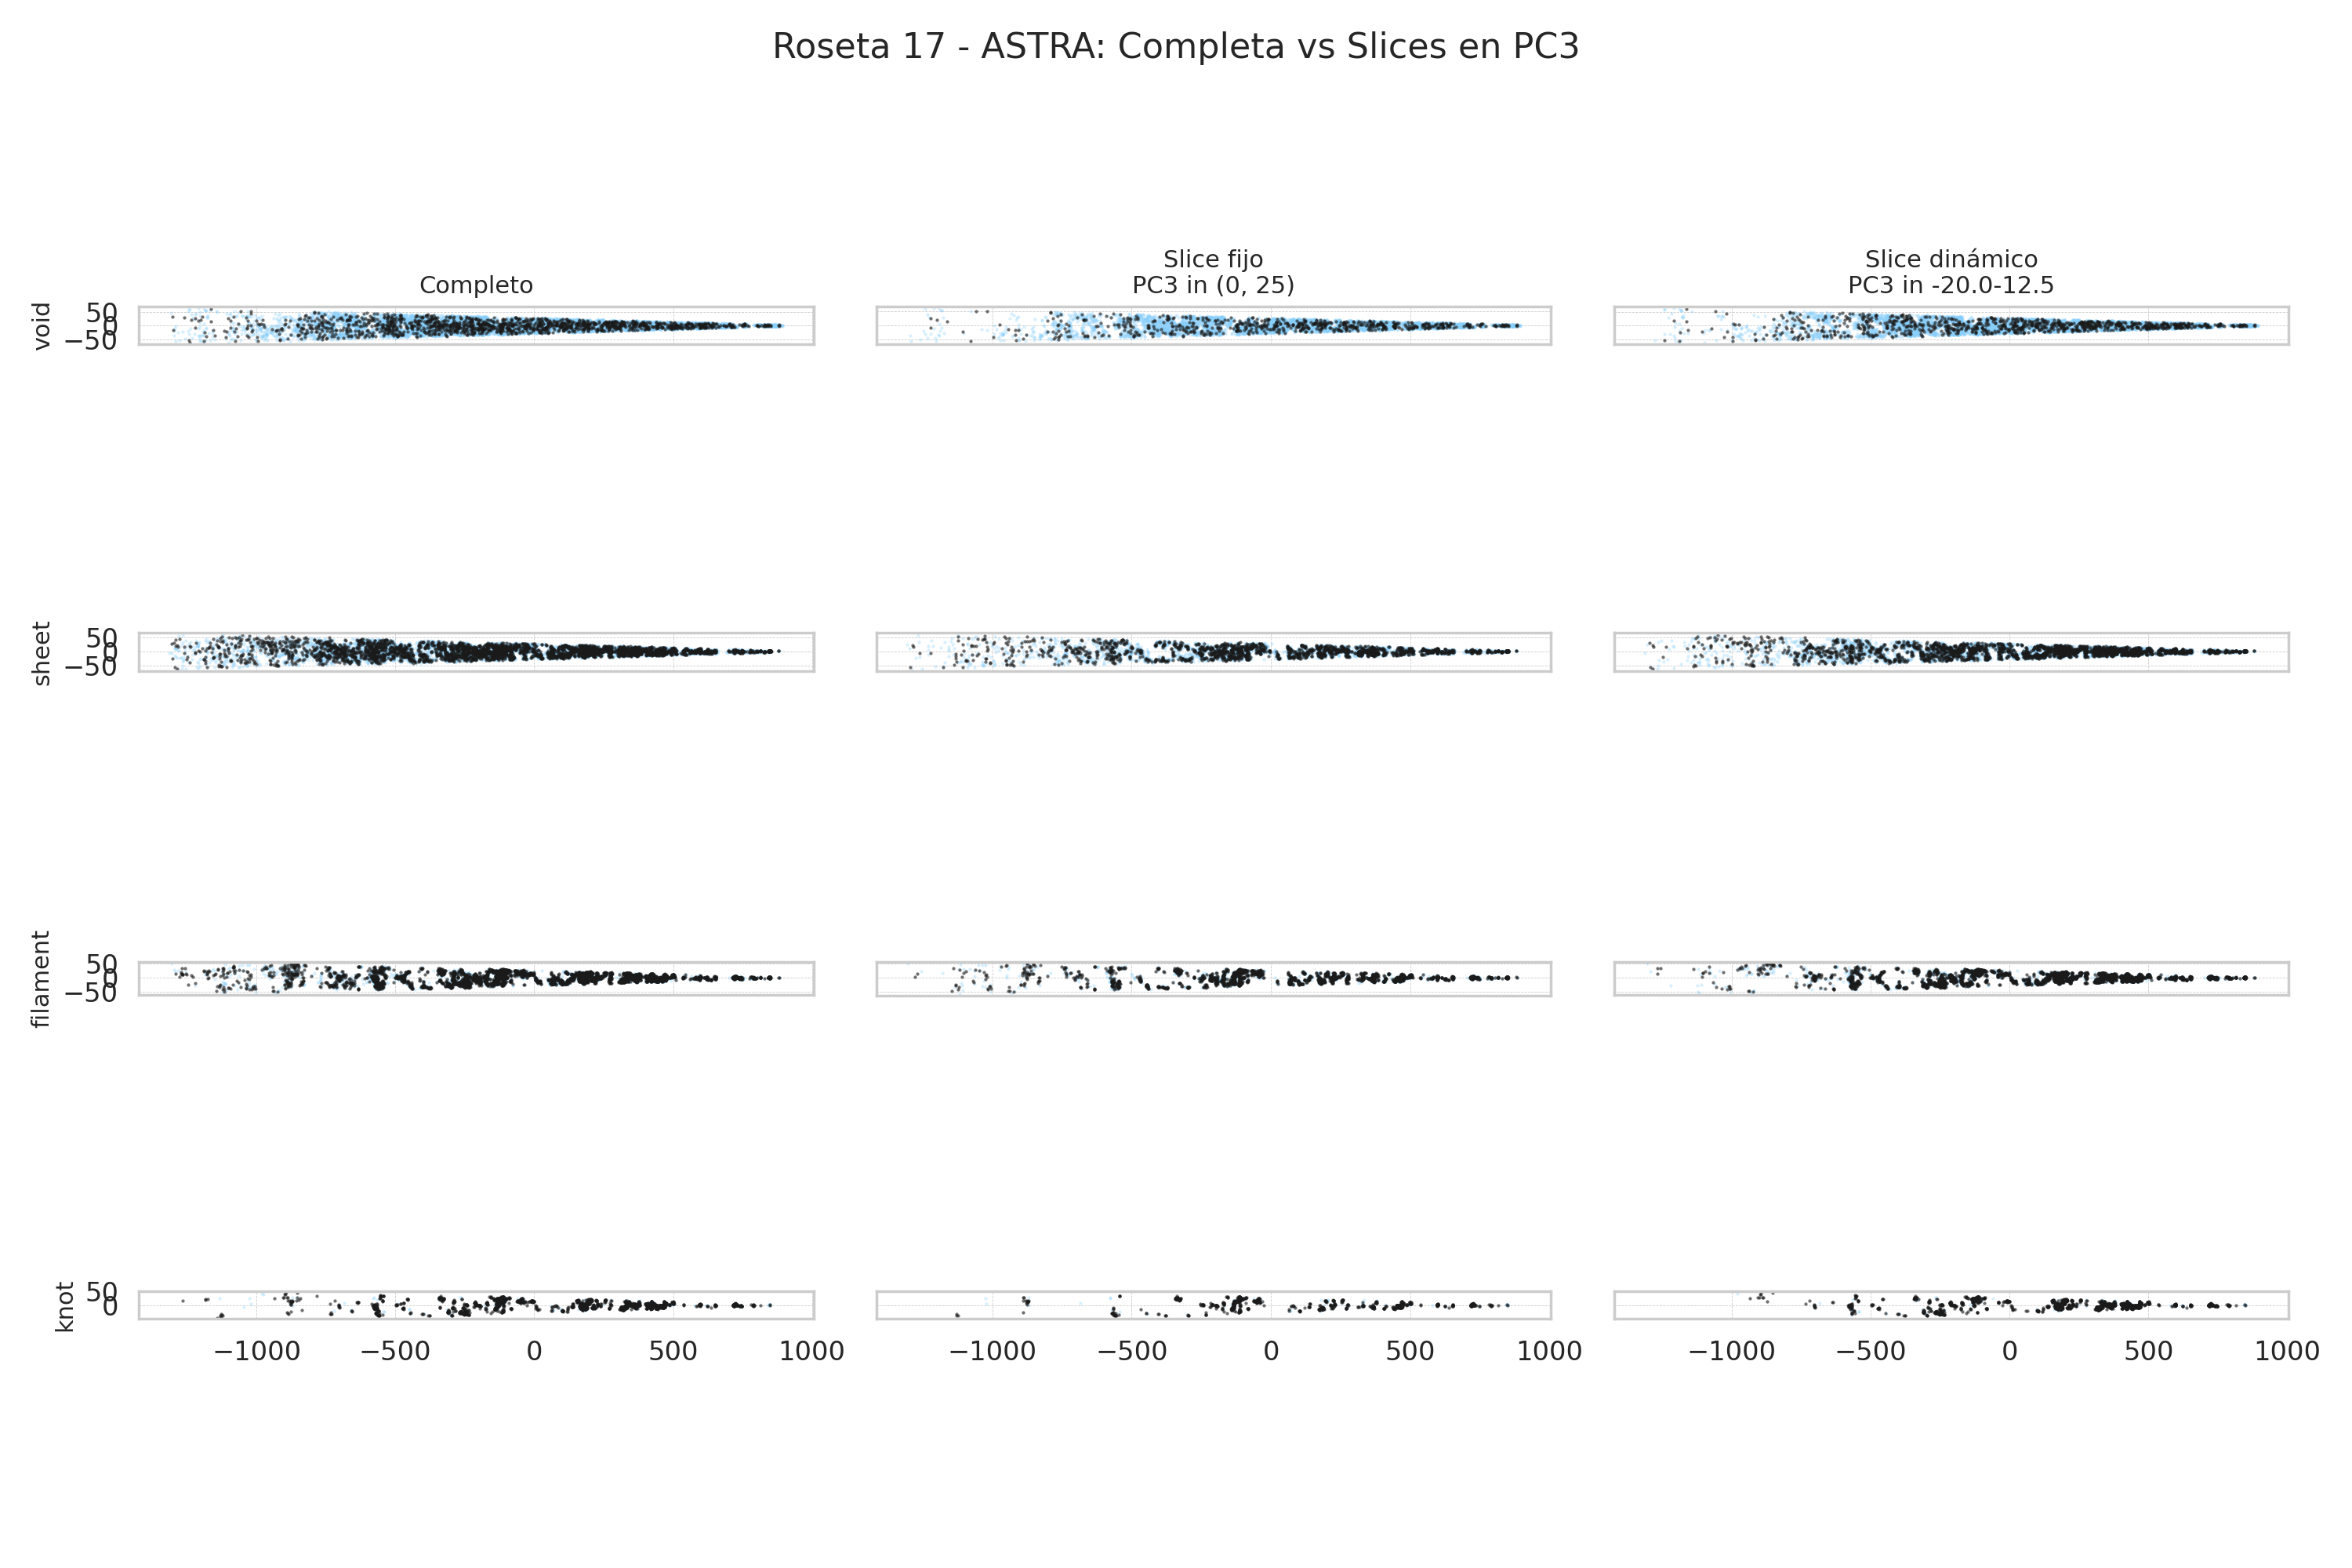 Roseta 17 - ASTRA: Completa vs Slices en PC3
Completo
Slice fijo
PC3 in (0, 25)
Slice dinámico
PC3 in -20.0-12.5
void
50
0
−50
sheet
50
0
−50
filament
50
0
−50
knot
50
0
−1000 −500 0 500 1000
−1000 −500 0 500 1000
−1000 −500 0 500 1000